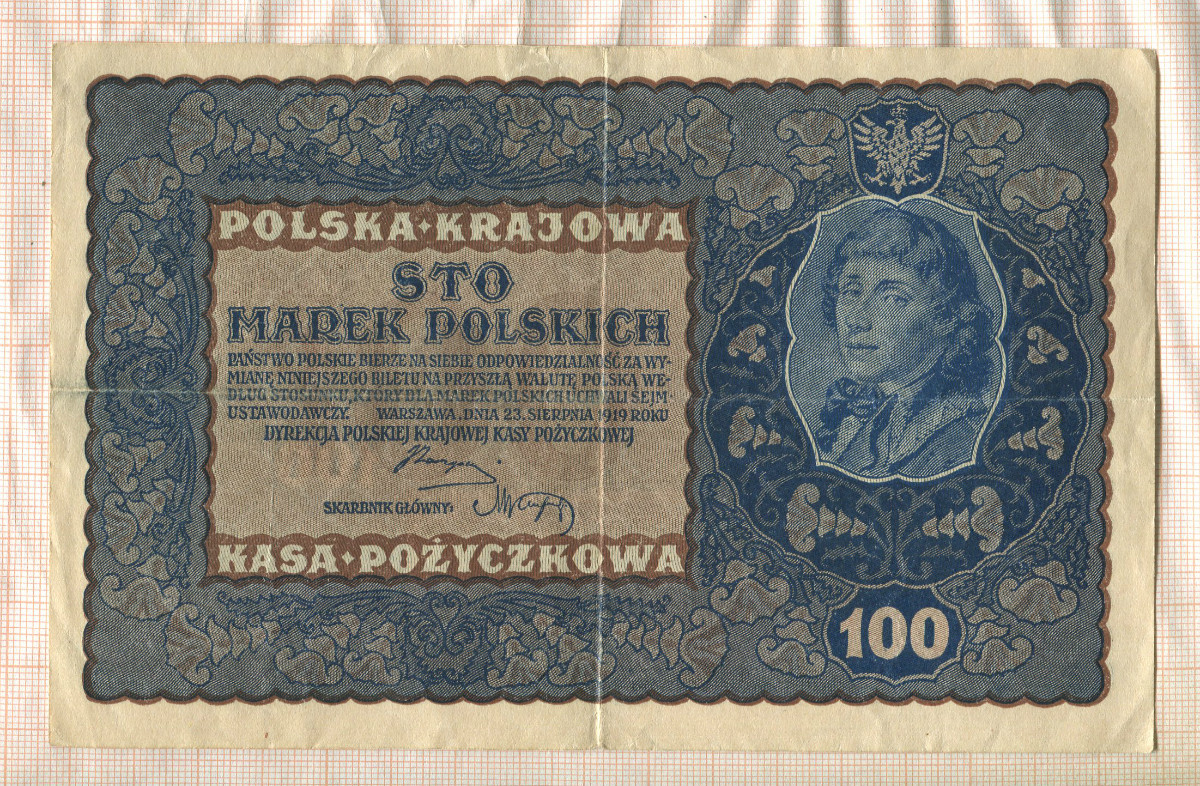 POLSKA KRAJOWA
STO
MAREK POLSKICH
PAŃSTWO POLSKIE BIERZE NA SIEBIE ODPOWIEDZIALNOŚĆ ZA WY-
MIANĘ NINIEJSZEGO BILETU NA PRZYSZŁĄ WALUTĘ POLSKĄ WE-
DŁUG STOSUNKU, KTÓRY DLA MAREK POLSKICH UCHWALI SEJM
USTAWODAWCZY. WARSZAWA, DNIA 23. SIERPNIA 1919 ROKU
DYREKCJA POLSKIEJ KRAJOWEJ KASY POŻYCZKOWEJ
SKARBNIK GŁÓWNY:
KASA POŻYCZKOWA
100